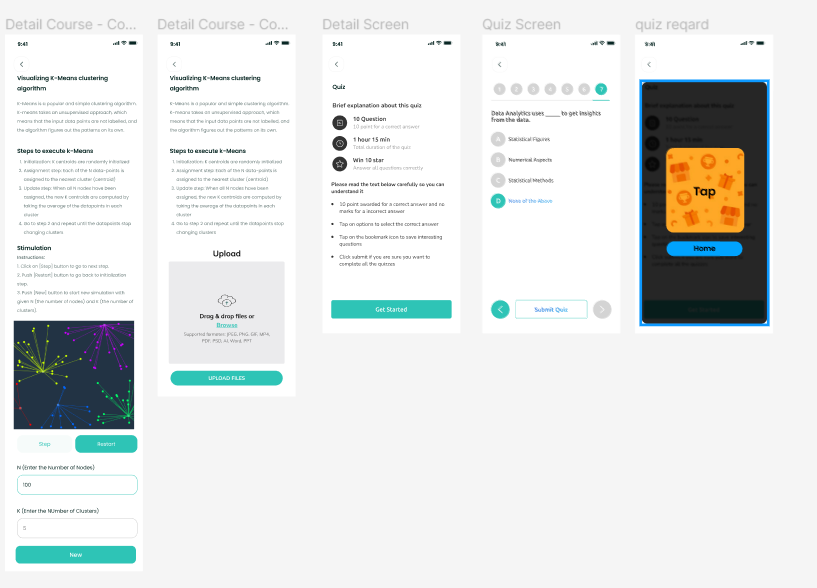 Detail Course - Co...
9:41
Visualizing K-Means clustering
algorithm
K-Means is a popular and simple clustering algorithm.
K-means takes an unsupervised approach, which
means that the input data points are not labelled, and
the algorithm figures out the patterns on its own.
Steps to execute k-means
1. Initialisation: K centroids are randomly initialized
2. Assignment step: Each of the N data-points is
assigned to the nearest cluster (centroid)
3. Update step: When all N nodes have been
assigned, the new K centroids are computed by
taking the average of the datapoints in each
cluster
4. Go to step 2 and repeat until the datapoints stop
changing clusters
Stimulation
Instructions:
1. Click on [Step] button to go to next step.
2. Push [Restart] button to go back to initialization
step.
3. Push [New] button to start new simulation with
given N (the number of nodes) and K (the number of
clusters).
Step
Restart
N (Enter the Number of Nodes)
100
K (Enter the NUmber of Clusters)
5
New
Detail Course - Co...
9:41
Visualizing K-Means clustering
algorithm
K-Means is a popular and simple clustering algorithm.
K-means takes an unsupervised approach, which
means that the input data points are not labelled, and
the algorithm figures out the patterns on its own.
Steps to execute k-means
1. Initialisation: K centroids are randomly initialized
2. Assignment step: Each of the N data-points is
assigned to the nearest cluster (centroid)
3. Update step: When all N nodes have been
assigned, the new K centroids are computed by
taking the average of the datapoints in each
cluster
4. Go to step 2 and repeat until the datapoints stop
changing clusters
Upload
Drag & drop files or
Browse
Supported formates: JPEG, PNG, GIF, MP4,
PDF, PSD, AI, Word, PPT
UPLOAD FILES
Detail Screen
9:41
Quiz
Brief explanation about this quiz
10 Question
10 point for a correct answer
1 hour 15 min
Total duration of the quiz
Win 10 star
Answer all questions correctly
Please read the text below carefully so you can
understand it
• 10 point awarded for a correct answer and no
marks for a incorrect answer
• Tap on options to select the correct answer
• Tap on the bookmark icon to save interesting
questions
• Click submit if you are sure you want to
complete all the quizzes
Get Started
Quiz Screen
9:41
1 2 3 4 5 6 7
Data Analytics uses _____ to get insights
from the data.
A Statistical Figures
B Numerical Aspects
C Statistical Methods
D None of the Above
Submit Quiz
quiz reqard
9:41
Quiz
Brief explanation about this quiz
10 Question
Tap
Home
Get Started